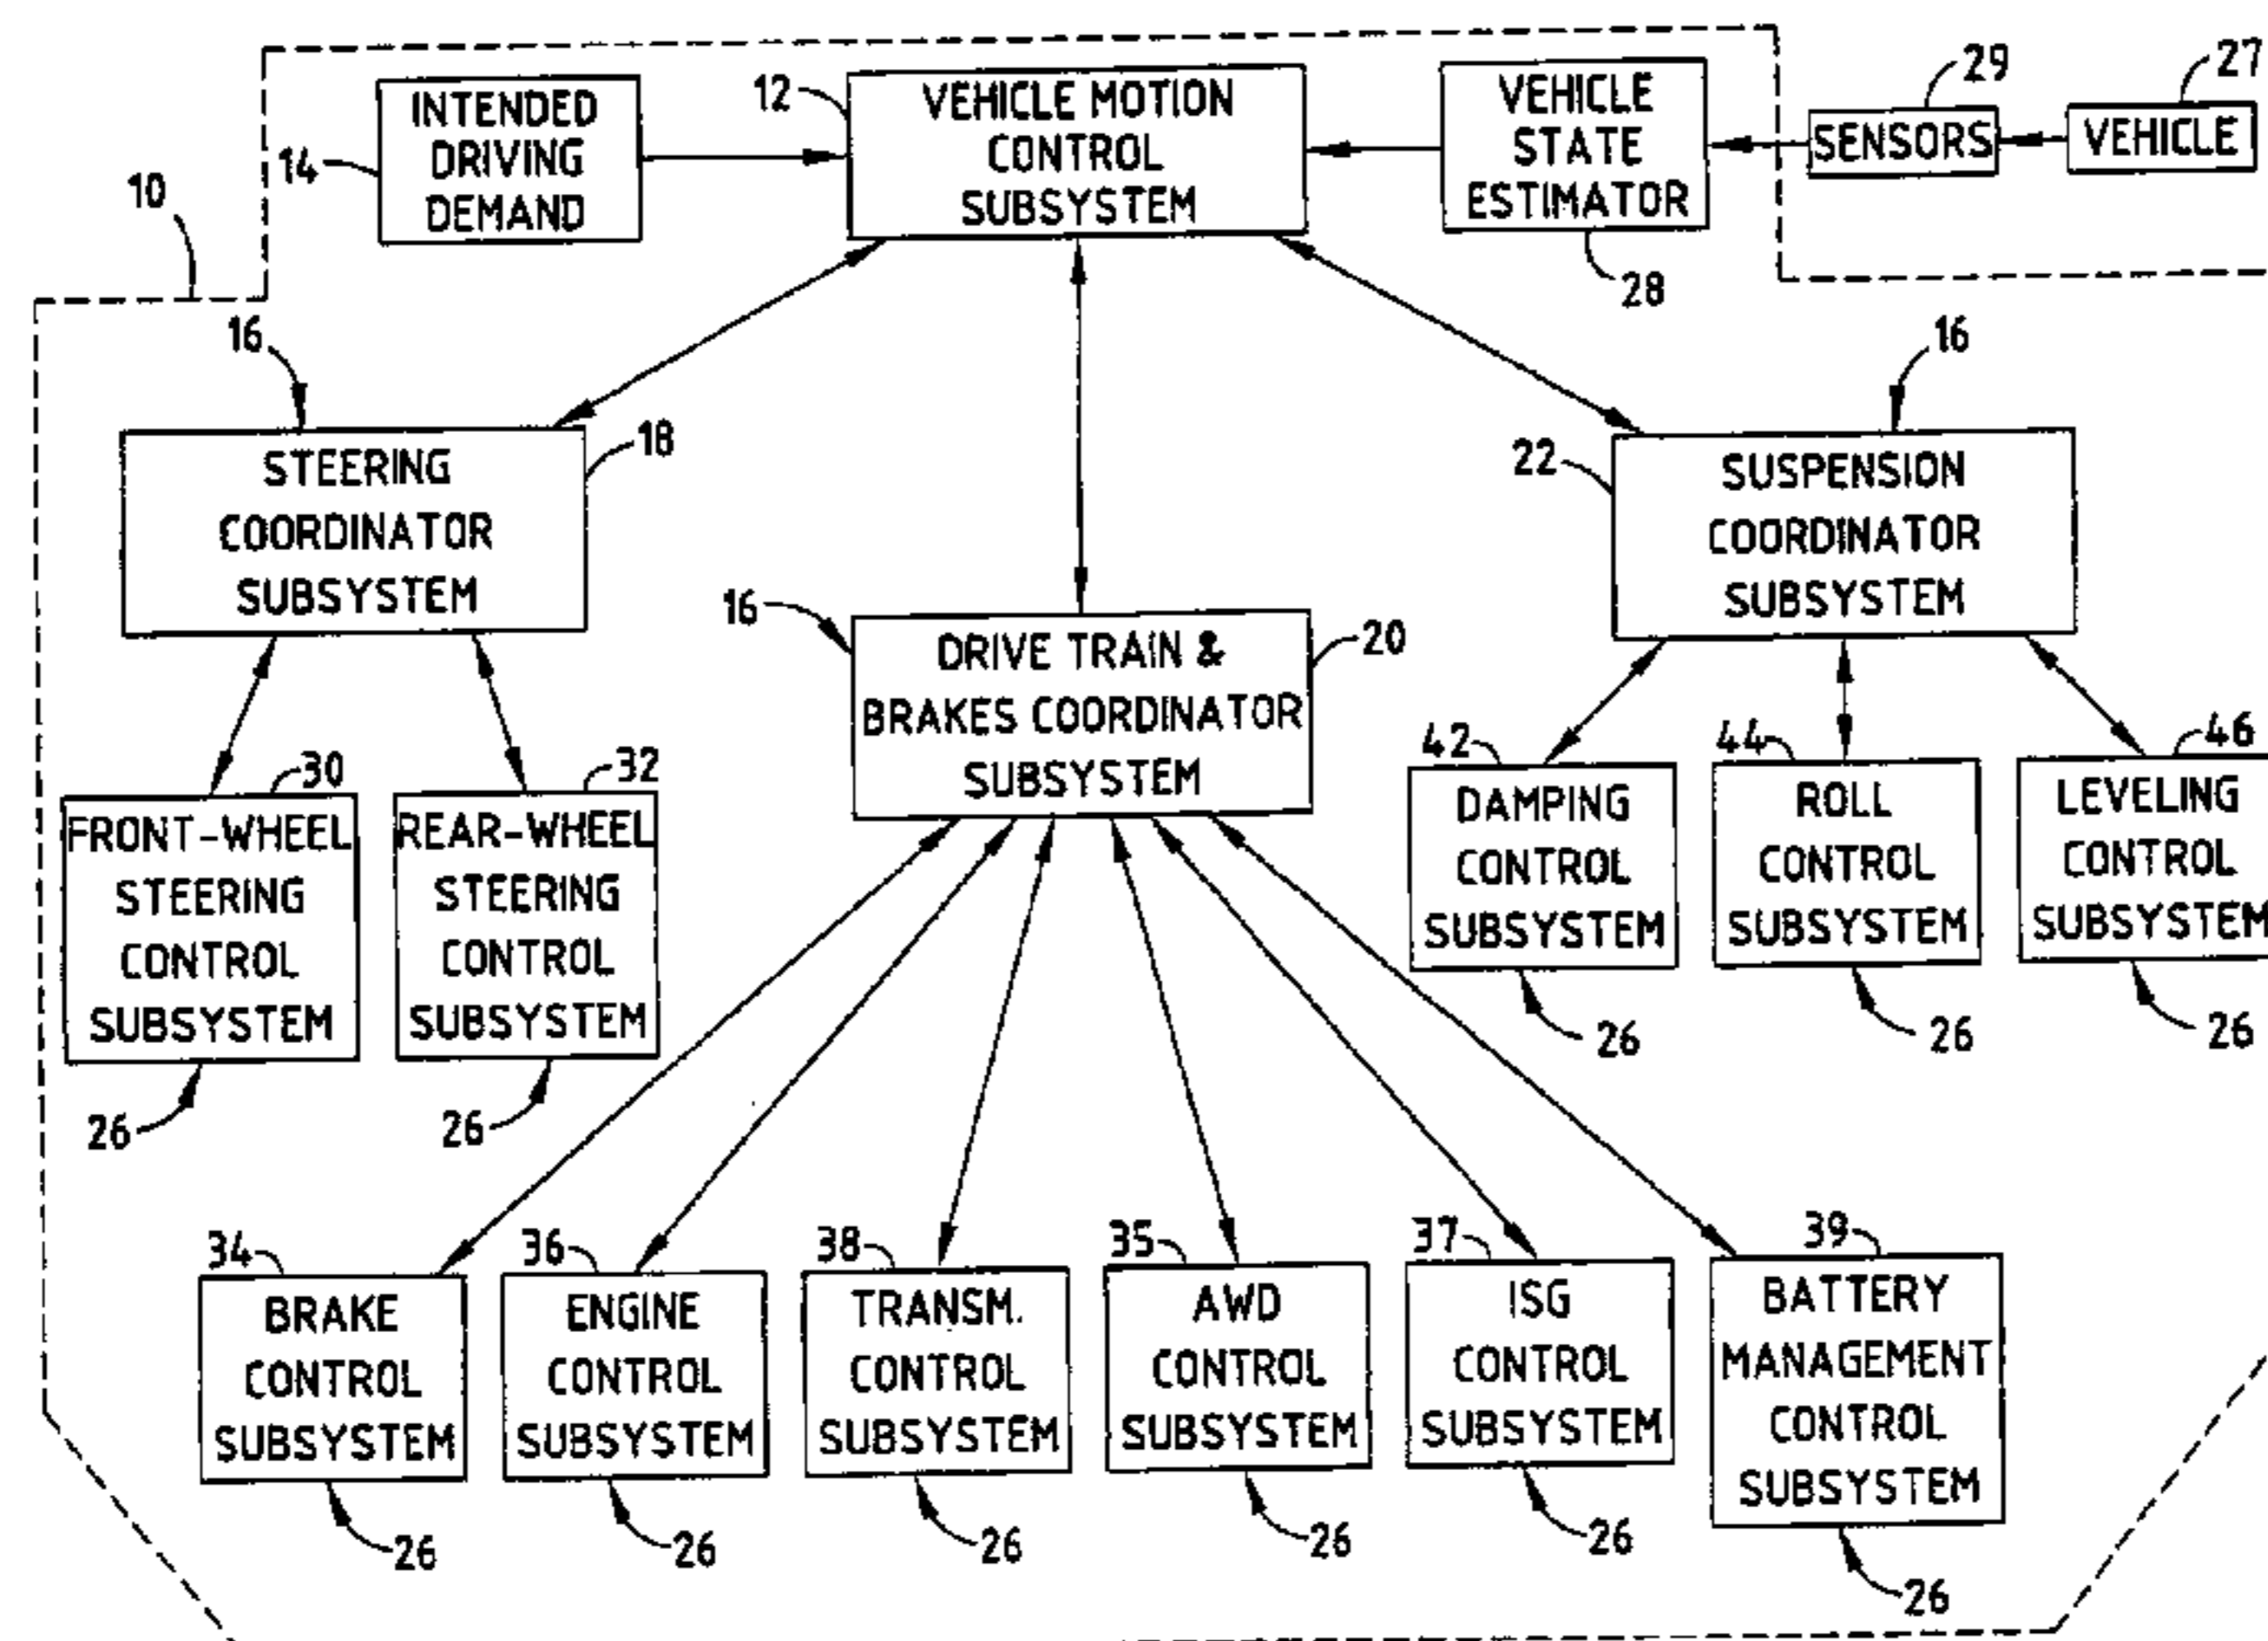 INTENDED
DRIVING
DEMAND
14
12
VEHICLE MOTION
CONTROL
SUBSYSTEM
VEHICLE
STATE
ESTIMATOR
28
29
SENSORS
27
VEHICLE
10
16
STEERING
COORDINATOR
SUBSYSTEM
18
16
DRIVE TRAIN &
BRAKES COORDINATOR
SUBSYSTEM
20
16
22
SUSPENSION
COORDINATOR
SUBSYSTEM
30
FRONT-WHEEL
STEERING
CONTROL
SUBSYSTEM
26
32
REAR-WHEEL
STEERING
CONTROL
SUBSYSTEM
26
42
DAMPING
CONTROL
SUBSYSTEM
26
44
ROLL
CONTROL
SUBSYSTEM
26
46
LEVELING
CONTROL
SUBSYSTEM
26
34
BRAKE
CONTROL
SUBSYSTEM
26
36
ENGINE
CONTROL
SUBSYSTEM
26
38
TRANSM.
CONTROL
SUBSYSTEM
26
35
AWD
CONTROL
SUBSYSTEM
26
37
ISG
CONTROL
SUBSYSTEM
26
39
BATTERY
MANAGEMENT
CONTROL
SUBSYSTEM
26